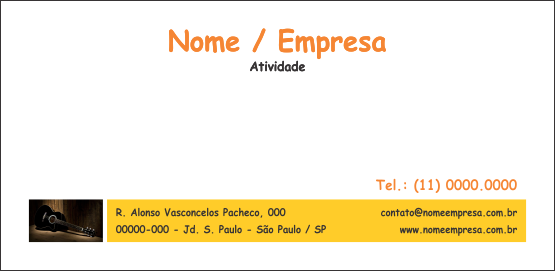 Nome / Empresa
Atividade
Tel.: (11) 0000.0000
R. Alonso Vasconcelos Pacheco, 000
contato@nomeempresa.com.br
00000-000 - Jd. S. Paulo - São Paulo / SP
www.nomeempresa.com.br